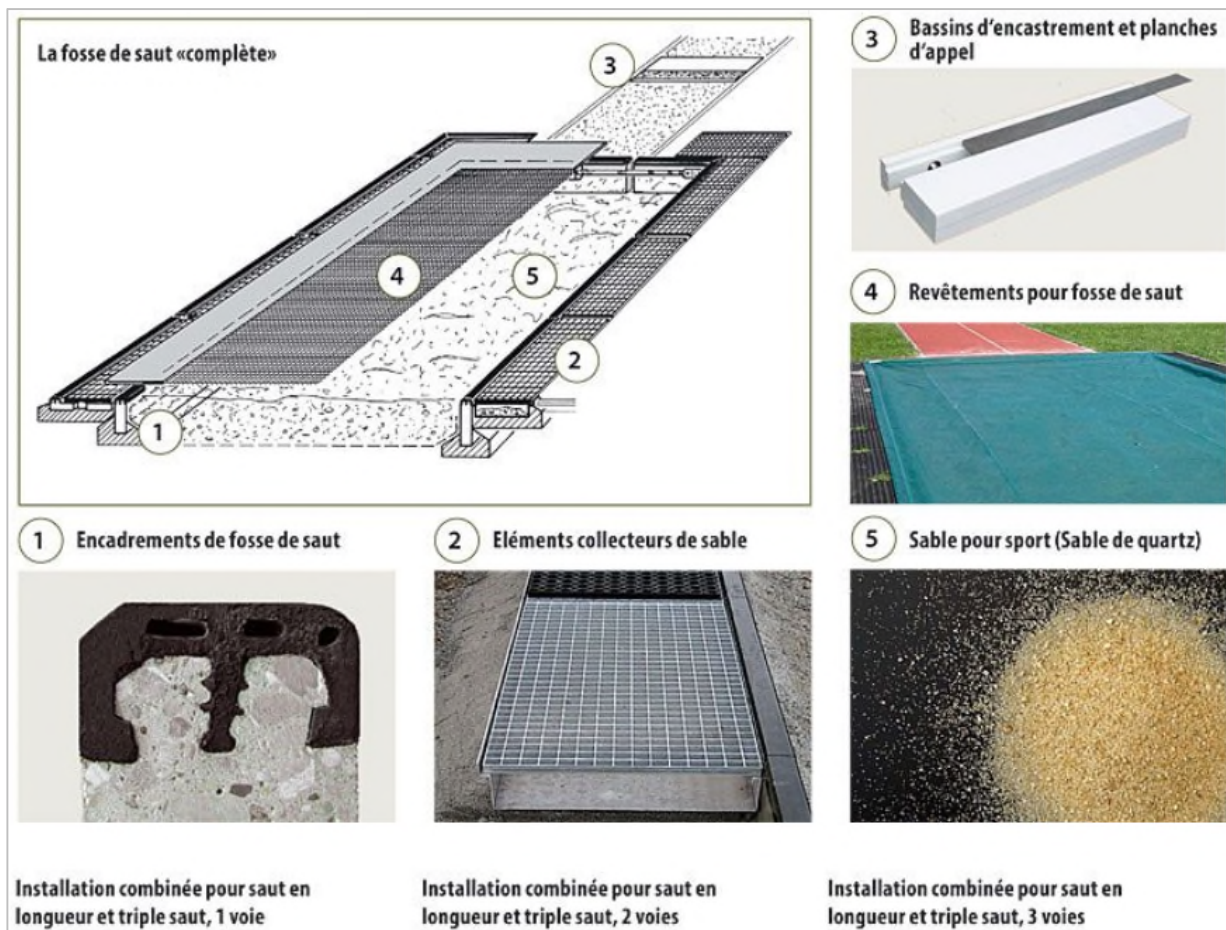 La fosse de saut «complète»
3
4
5
2
1
3 Bassins d'encastrement et planches
d'appel
4 Revêtements pour fosse de saut
1 Encadrements de fosse de saut
2 Eléments collecteurs de sable
5 Sable pour sport (Sable de quartz)
Installation combinée pour saut en
longueur et triple saut, 1 voie
Installation combinée pour saut en
longueur et triple saut, 2 voies
Installation combinée pour saut en
longueur et triple saut, 3 voies